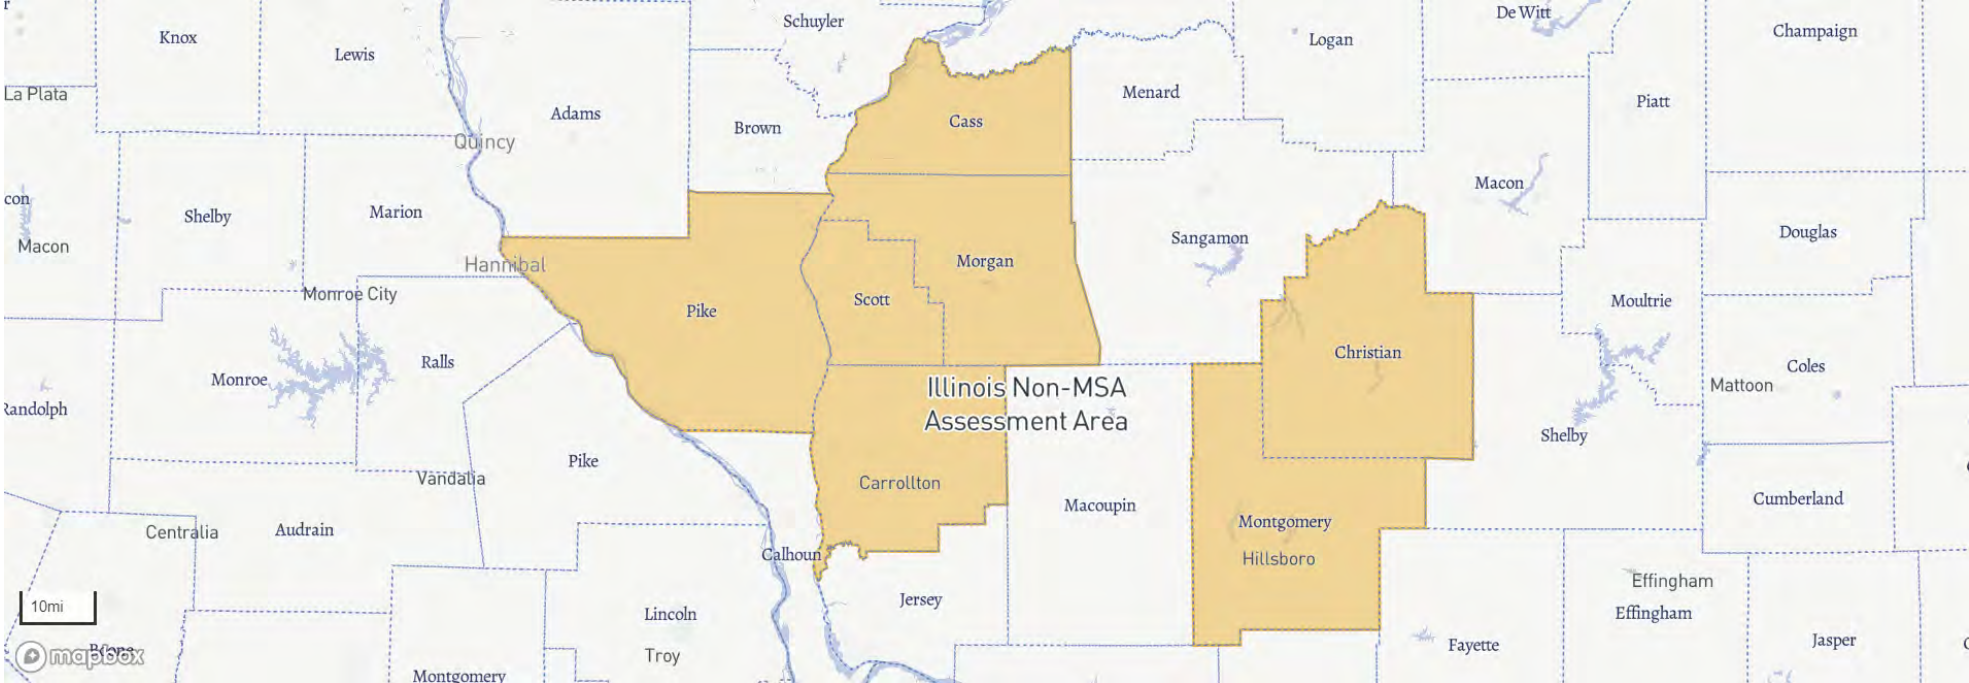 Schuyler
De Witt
Knox
Lewis
Logan
Champaign
La Plata
Adams
Brown
Cass
Menard
Piatt
Quincy
Macon
con
Shelby
Marion
Sangamon
Douglas
Macon
Hannibal
Morgan
Monroe City
Scott
Pike
Moultrie
Ralls
Christian
Monroe
Coles
Mattoon
Illinois Non-MSA
Assessment Area
Randolph
Shelby
Pike
Vandalia
Carrollton
Macoupin
Cumberland
Centralia
Audrain
Montgomery
Calhoun
Hillsboro
Effingham
10mi
Jersey
Lincoln
Effingham
Jasper
Fayette
mapbox
Troy
Montgomery